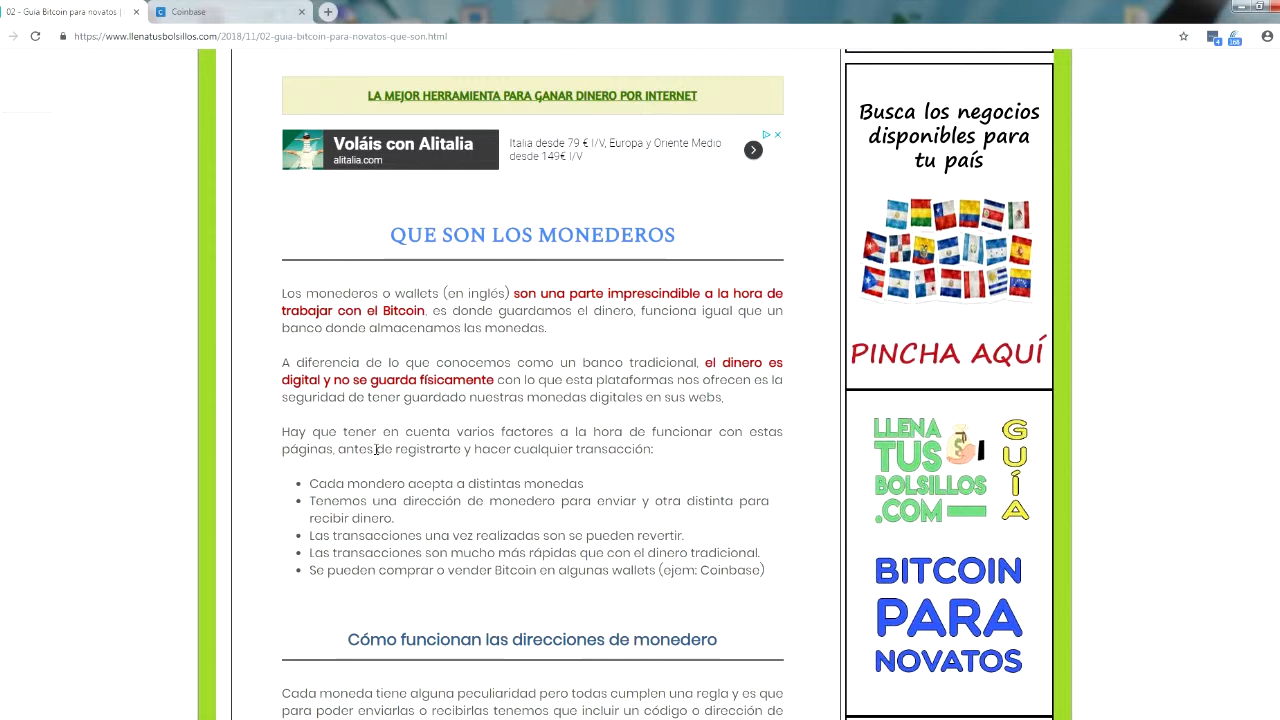 02 - Guia Bitcoin para novatos |
Coinbase
https://www.llenatusbolsillos.com/2018/11/02-guia-bitcoin-para-novatos-que-son.html
4
168
LA MEJOR HERRAMIENTA PARA GANAR DINERO POR INTERNET
Voláis con Alitalia
alitalia.com
Italia desde 79 € I/V, Europa y Oriente Medio
desde 149€ I/V
QUE SON LOS MONEDEROS
Los monederos o wallets (en inglés) son una parte imprescindible a la hora de
trabajar con el Bitcoin, es donde guardamos el dinero, funciona igual que un
banco donde almacenamos las monedas.
A diferencia de lo que conocemos como un banco tradicional, el dinero es
digital y no se guarda físicamente con lo que esta plataformas nos ofrecen es la
seguridad de tener guardado nuestras monedas digitales en sus webs,
Hay que tener en cuenta varios factores a la hora de funcionar con estas
páginas, antes de registrarte y hacer cualquier transacción:
Cada mondero acepta a distintas monedas
Tenemos una dirección de monedero para enviar y otra distinta para
recibir dinero.
Las transacciones una vez realizadas son se pueden revertir.
Las transacciones son mucho más rápidas que con el dinero tradicional.
Se pueden comprar o vender Bitcoin en algunas wallets (ejem: Coinbase)
Cómo funcionan las direcciones de monedero
Cada moneda tiene alguna peculiaridad pero todas cumplen una regla y es que
para poder enviarlas o recibirlas tenemos que incluir un código o dirección de
Busca los negocios
disponibles para
tu país
PINCHA AQUÍ
LLENA
TUS
BOLSILLOS
.COM
GUÍA
BITCOIN
PARA
NOVATOS